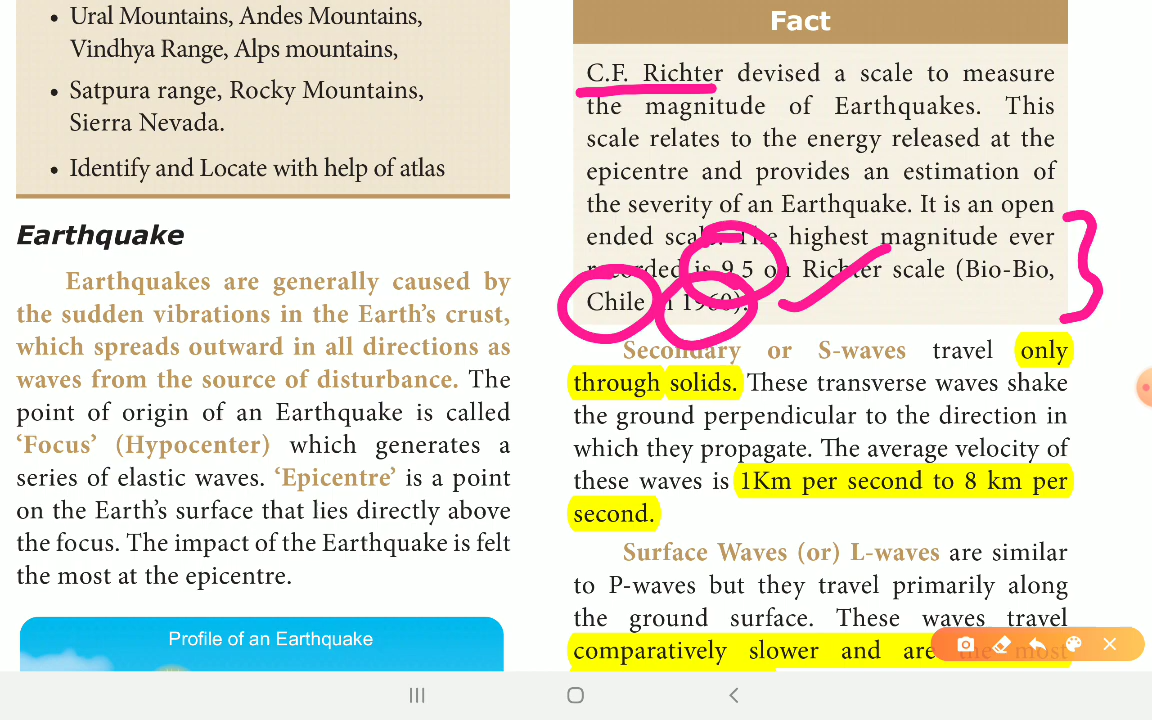 • Ural Mountains, Andes Mountains,
Vindhya Range, Alps mountains,
• Satpura range, Rocky Mountains,
Sierra Nevada.
• Identify and Locate with help of atlas
Earthquake
Earthquakes are generally caused by
the sudden vibrations in the Earth's crust,
which spreads outward in all directions as
waves from the source of disturbance. The
point of origin of an Earthquake is called
'Focus' (Hypocenter) which generates a
series of elastic waves. 'Epicentre' is a point
on the Earth's surface that lies directly above
the focus. The impact of the Earthquake is felt
the most at the epicentre.
Profile of an Earthquake
Fact
C.F. Richter devised a scale to measure
the magnitude of Earthquakes. This
scale relates to the energy released at the
epicentre and provides an estimation of
the severity of an Earthquake. It is an open
ended scale. The highest magnitude ever
recorded is 9.5 on Richter scale (Bio-Bio,
Chile in 1960).
Secondary or S-waves travel only
through solids. These transverse waves shake
the ground perpendicular to the direction in
which they propagate. The average velocity of
these waves is 1Km per second to 8 km per
second.
Surface Waves (or) L-waves are similar
to P-waves but they travel primarily along
the ground surface. These waves travel
comparatively slower and are the most